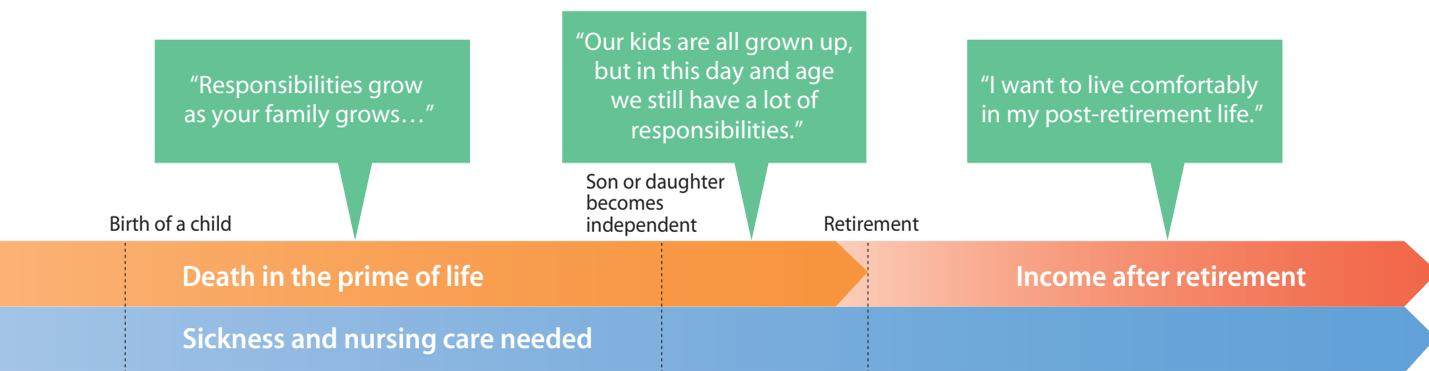 “Responsibilities grow
as your family grows…”
“Our kids are all grown up,
but in this day and age
we still have a lot of
responsibilities.”
“I want to live comfortably
in my post-retirement life.”
Birth of a child
Son or daughter
becomes
independent
Retirement
Death in the prime of life
Income after retirement
Sickness and nursing care needed